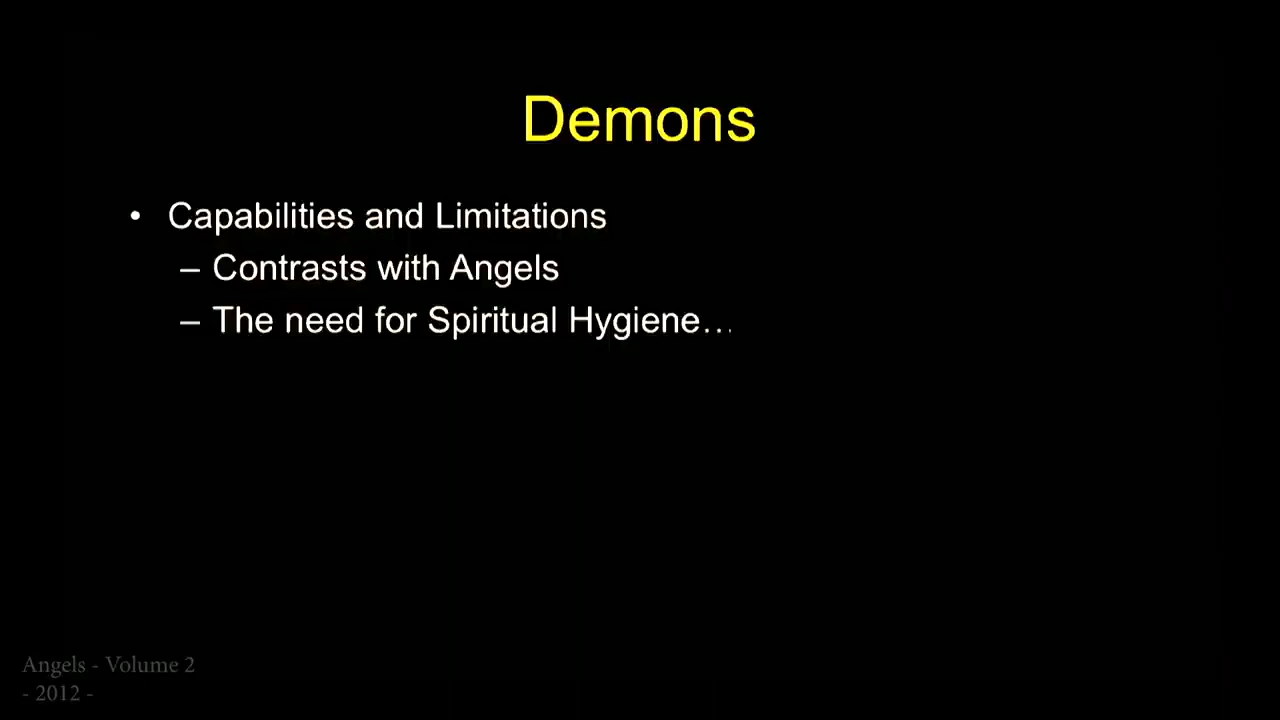 Demons
• Capabilities and Limitations
– Contrasts with Angels
– The need for Spiritual Hygiene…
Angels - Volume 2
- 2012 -